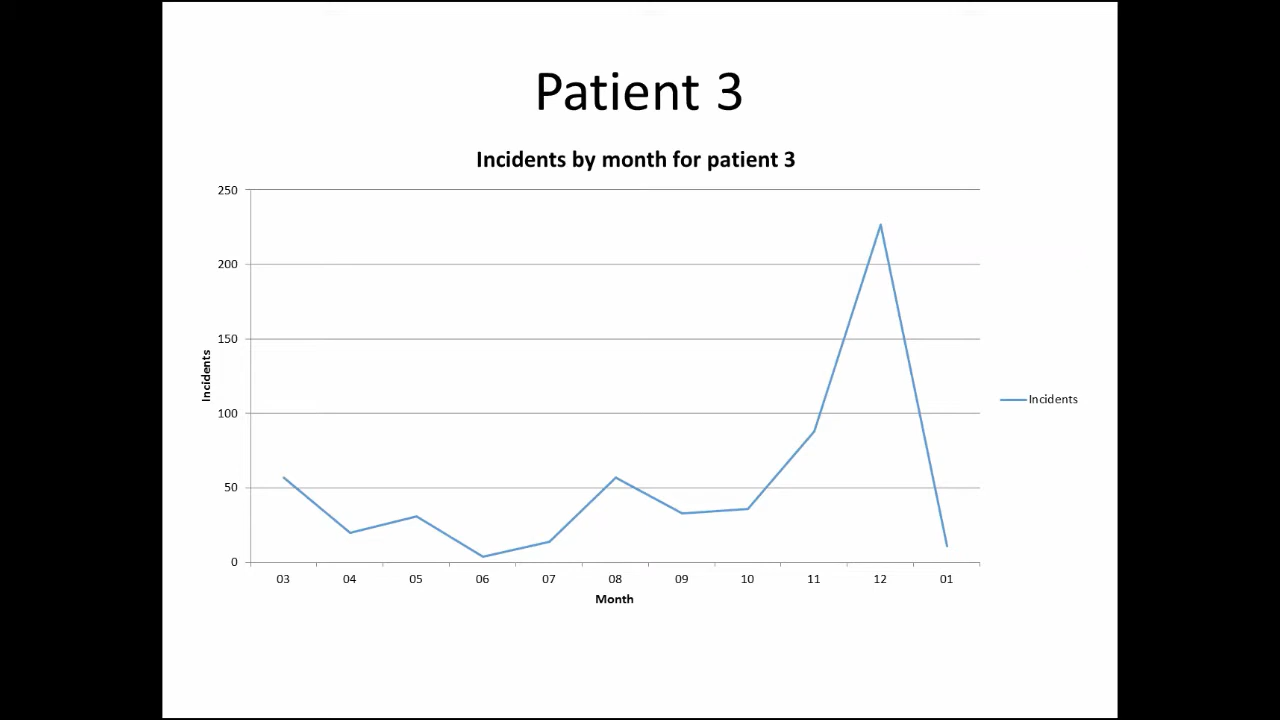 Patient 3
Incidents by month for patient 3
250
200
150
100
50
0
Incidents
03 04 05 06 07 08 09 10 11 12 01
Month
Incidents